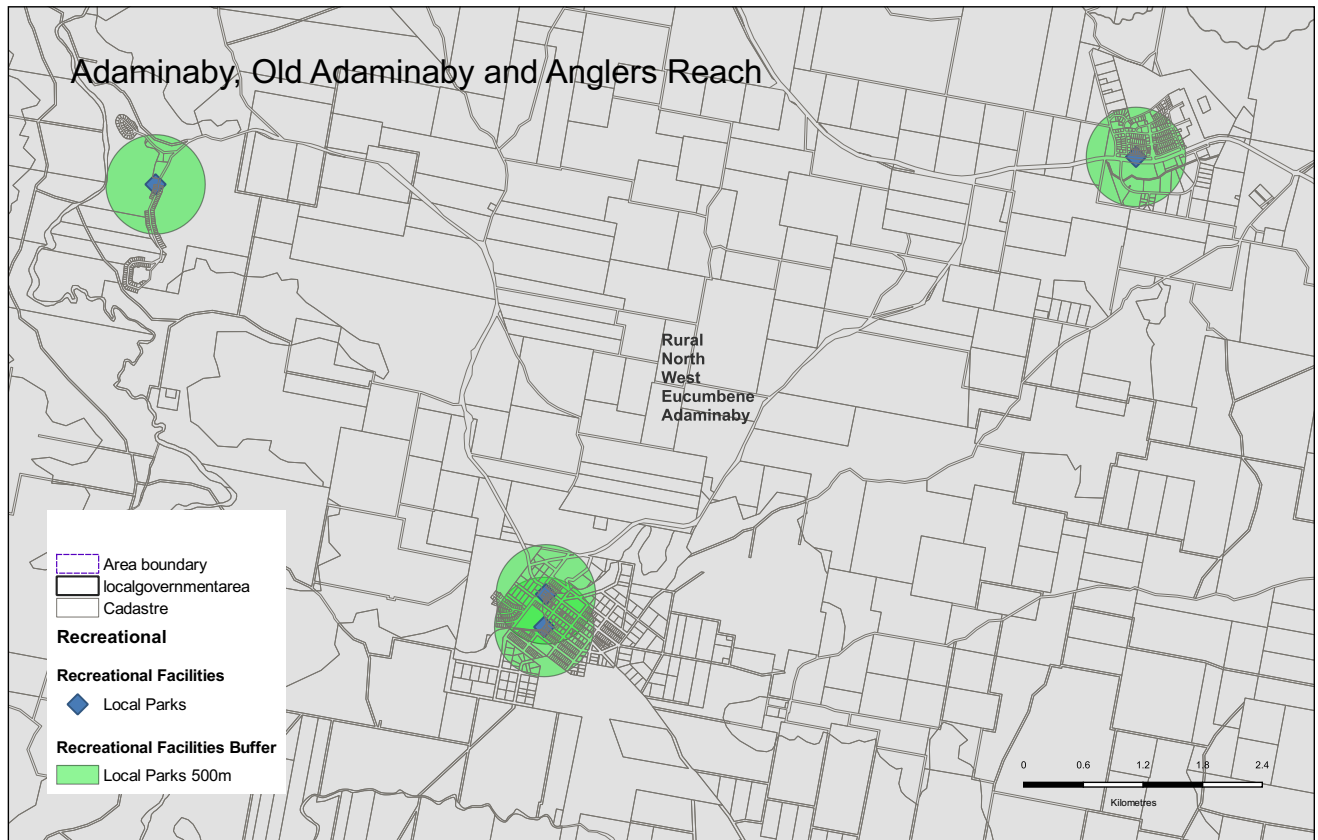 Adaminaby, Old Adaminaby and Anglers Reach
Rural
North
West
Eucumbene
Adaminaby
Area boundary
localgovernmentarea
Cadastre
Recreational
Recreational Facilities
Local Parks
Recreational Facilities Buffer
Local Parks 500m
0 0.6 1.2 1.8 2.4
Kilometres